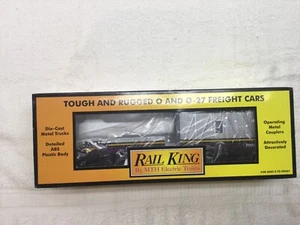 TOUGH AND RUGGED O AND O-27 FREIGHT CARS
Die-Cast
Metal Trucks
Detailed
ABS
Plastic Body
Operating
Metal
Couplers
Attractively
Decorated
RAIL KING
By MTH Electric Trains